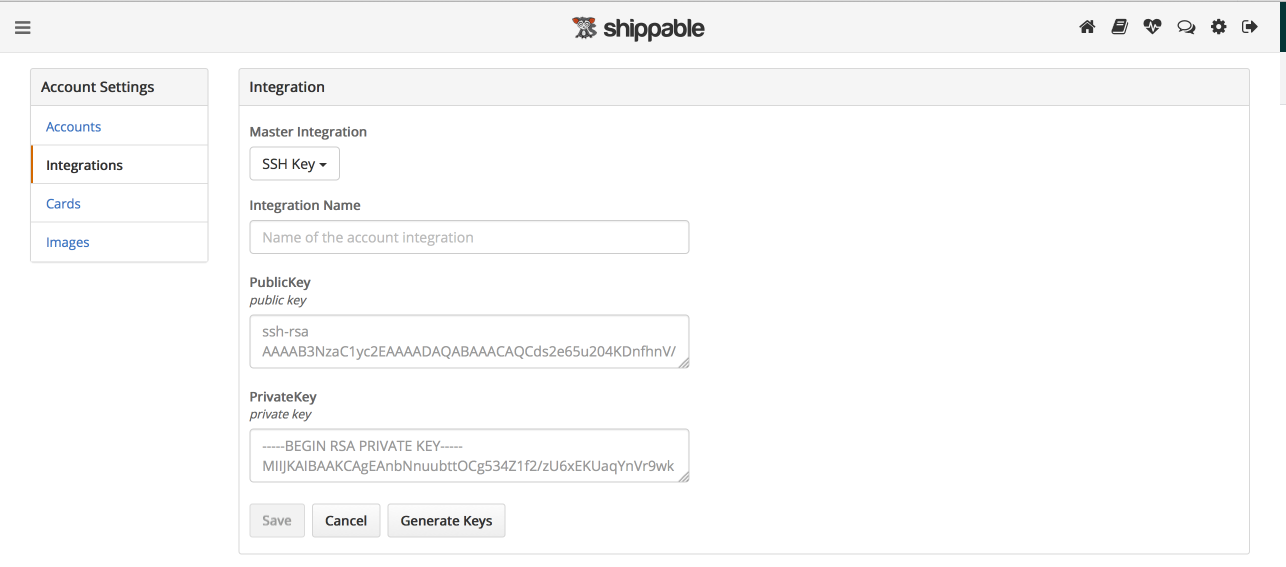 shippable
Account Settings
Accounts
Integrations
Cards
Images
Integration
Master Integration
SSH Key
Integration Name
Name of the account integration
PublicKey
public key
ssh-rsa
AAAAB3NzaC1yc2EAAAADAQABAAACAQCds2e65u204KDnfhnV/
PrivateKey
private key
-----BEGIN RSA PRIVATE KEY-----
MIIJKAIBAAKCAgEAnbNnuubttOCg534Z1f2/zU6xEKUaqYnVr9wk
Save Cancel Generate Keys